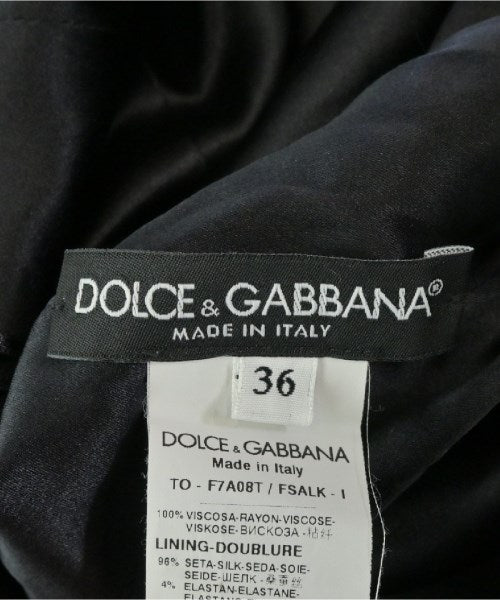 DOLCE & GABBANA®
MADE IN ITALY
36
DOLCE & GABBANA
Made in Italy
TO - F7A08T / FSALK - I
100% VISCOSA-RAYON-VISCOSE-
VISKOSE-ВИСКОЗА - 粘纤
LINING-DOUBLURE
96% SETA-SILK-SEDA-SOIE-
SEIDE-ШЕЛК - 桑蚕丝
4% ELASTAN-ELASTANE-